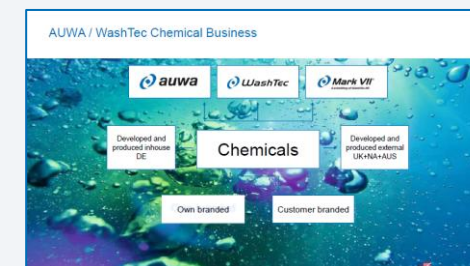 AUWA / WashTec Chemical Business
auwa
WashTec
Mark VII
Developed and
produced inhouse
DE
Chemicals
Developed and
produced external
UK+NA+AUS
Own branded
Customer branded